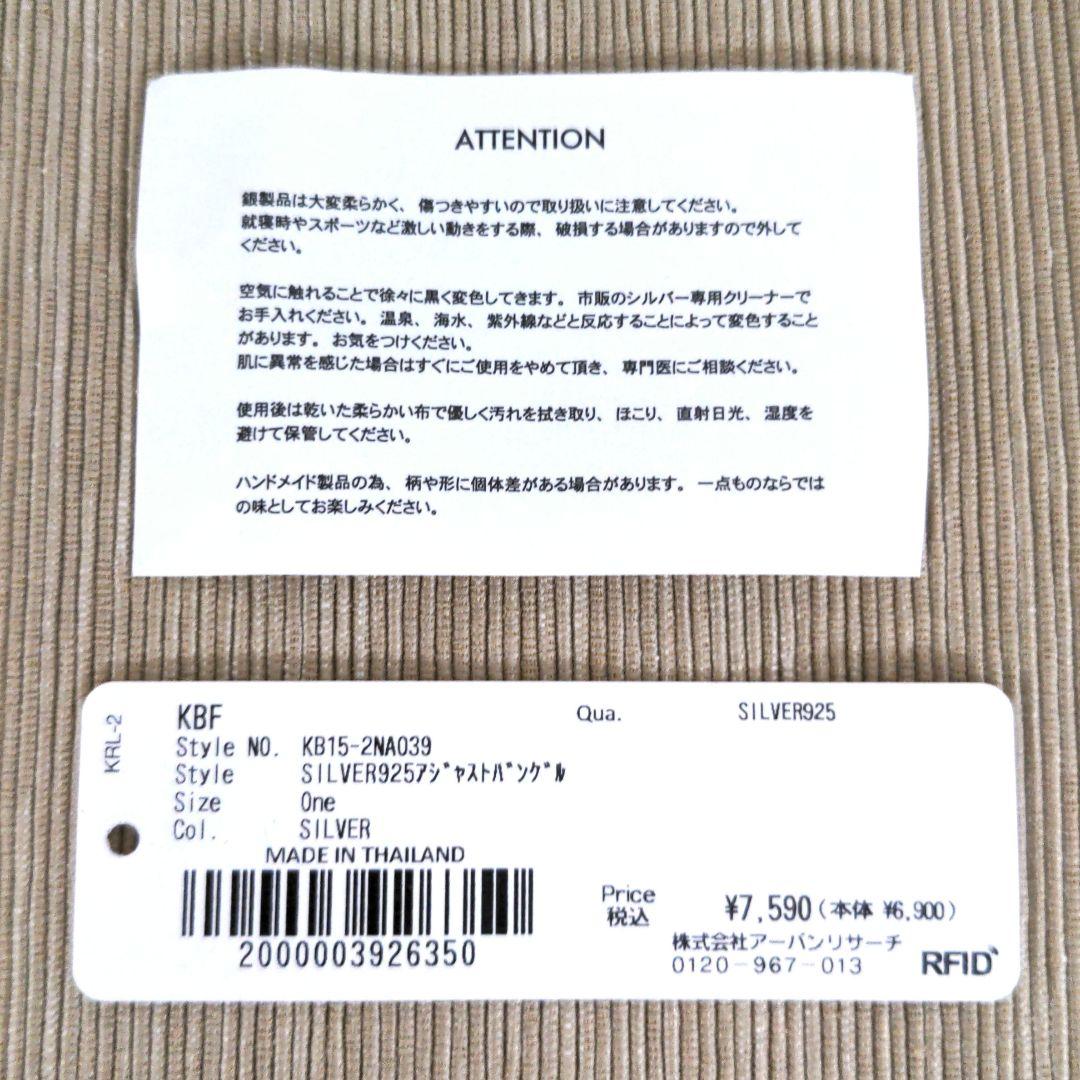 ATTENTION
銀製品は大変柔らかく、傷つきやすいので取り扱いに注意してください。
就寝時やスポーツなど激しい動きをする際、破損する場合がありますので外して
ください。
空気に触れることで徐々に黒く変色してきます。市販のシルバー専用クリーナーで
お手入れください。温泉、海水、紫外線などと反応することによって変色すること
があります。お気をつけください。
肌に異常を感じた場合はすぐにご使用をやめて頂き、専門医にご相談ください。
使用後は乾いた柔らかい布で優しく汚れを拭き取り、ほこり、直射日光、湿度を
避けて保管してください。
ハンドメイド製品の為、柄や形に個体差がある場合があります。一点ものならでは
の味としてお楽しみください。
KRL-2
KBF
Qua. SILVER925
Style NO. KB15-2NA039
Style SILVER925ｱｼﾞｬｽﾄﾊﾞﾝｸﾞﾙ
Size One
Col. SILVER
MADE IN THAILAND
2000003926350
Price
税込
¥7,590(本体 ¥6,900)
株式会社アーバンリサーチ
0120-967-013
RFID